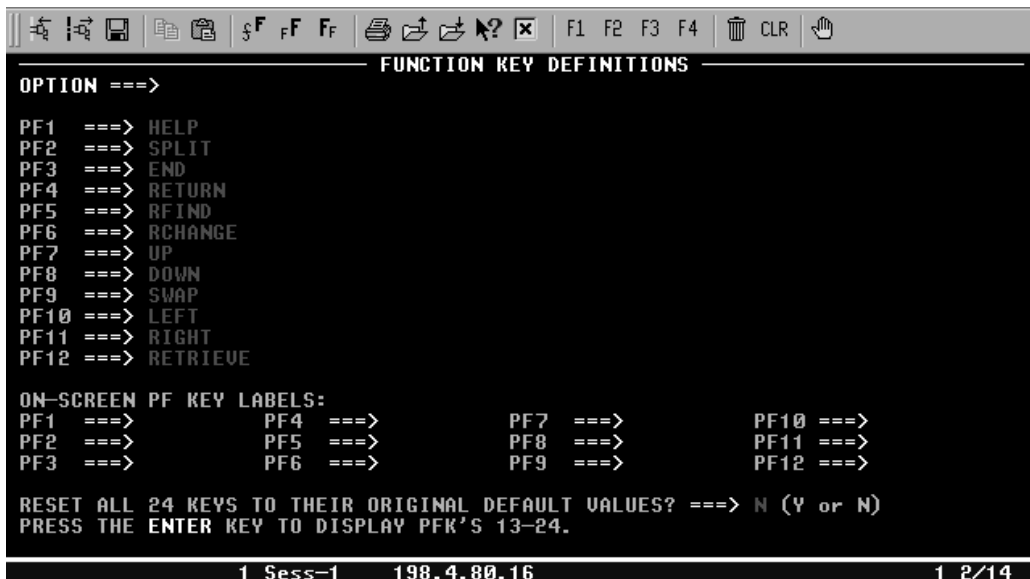 F F FF F1 F2 F3 F4 CLR
FUNCTION KEY DEFINITIONS
OPTION ===>
PF1 ===> HELP
PF2 ===> SPLIT
PF3 ===> END
PF4 ===> RETURN
PF5 ===> RFIND
PF6 ===> RCHANGE
PF7 ===> UP
PF8 ===> DOWN
PF9 ===> SWAP
PF10 ===> LEFT
PF11 ===> RIGHT
PF12 ===> RETRIEVE
ON-SCREEN PF KEY LABELS:
PF1 ===> PF4 ===> PF7 ===> PF10 ===>
PF2 ===> PF5 ===> PF8 ===> PF11 ===>
PF3 ===> PF6 ===> PF9 ===> PF12 ===>
RESET ALL 24 KEYS TO THEIR ORIGINAL DEFAULT VALUES? ===> N (Y or N)
PRESS THE ENTER KEY TO DISPLAY PFK'S 13-24.
1 Sess-1 198.4.80.16 1 2/14